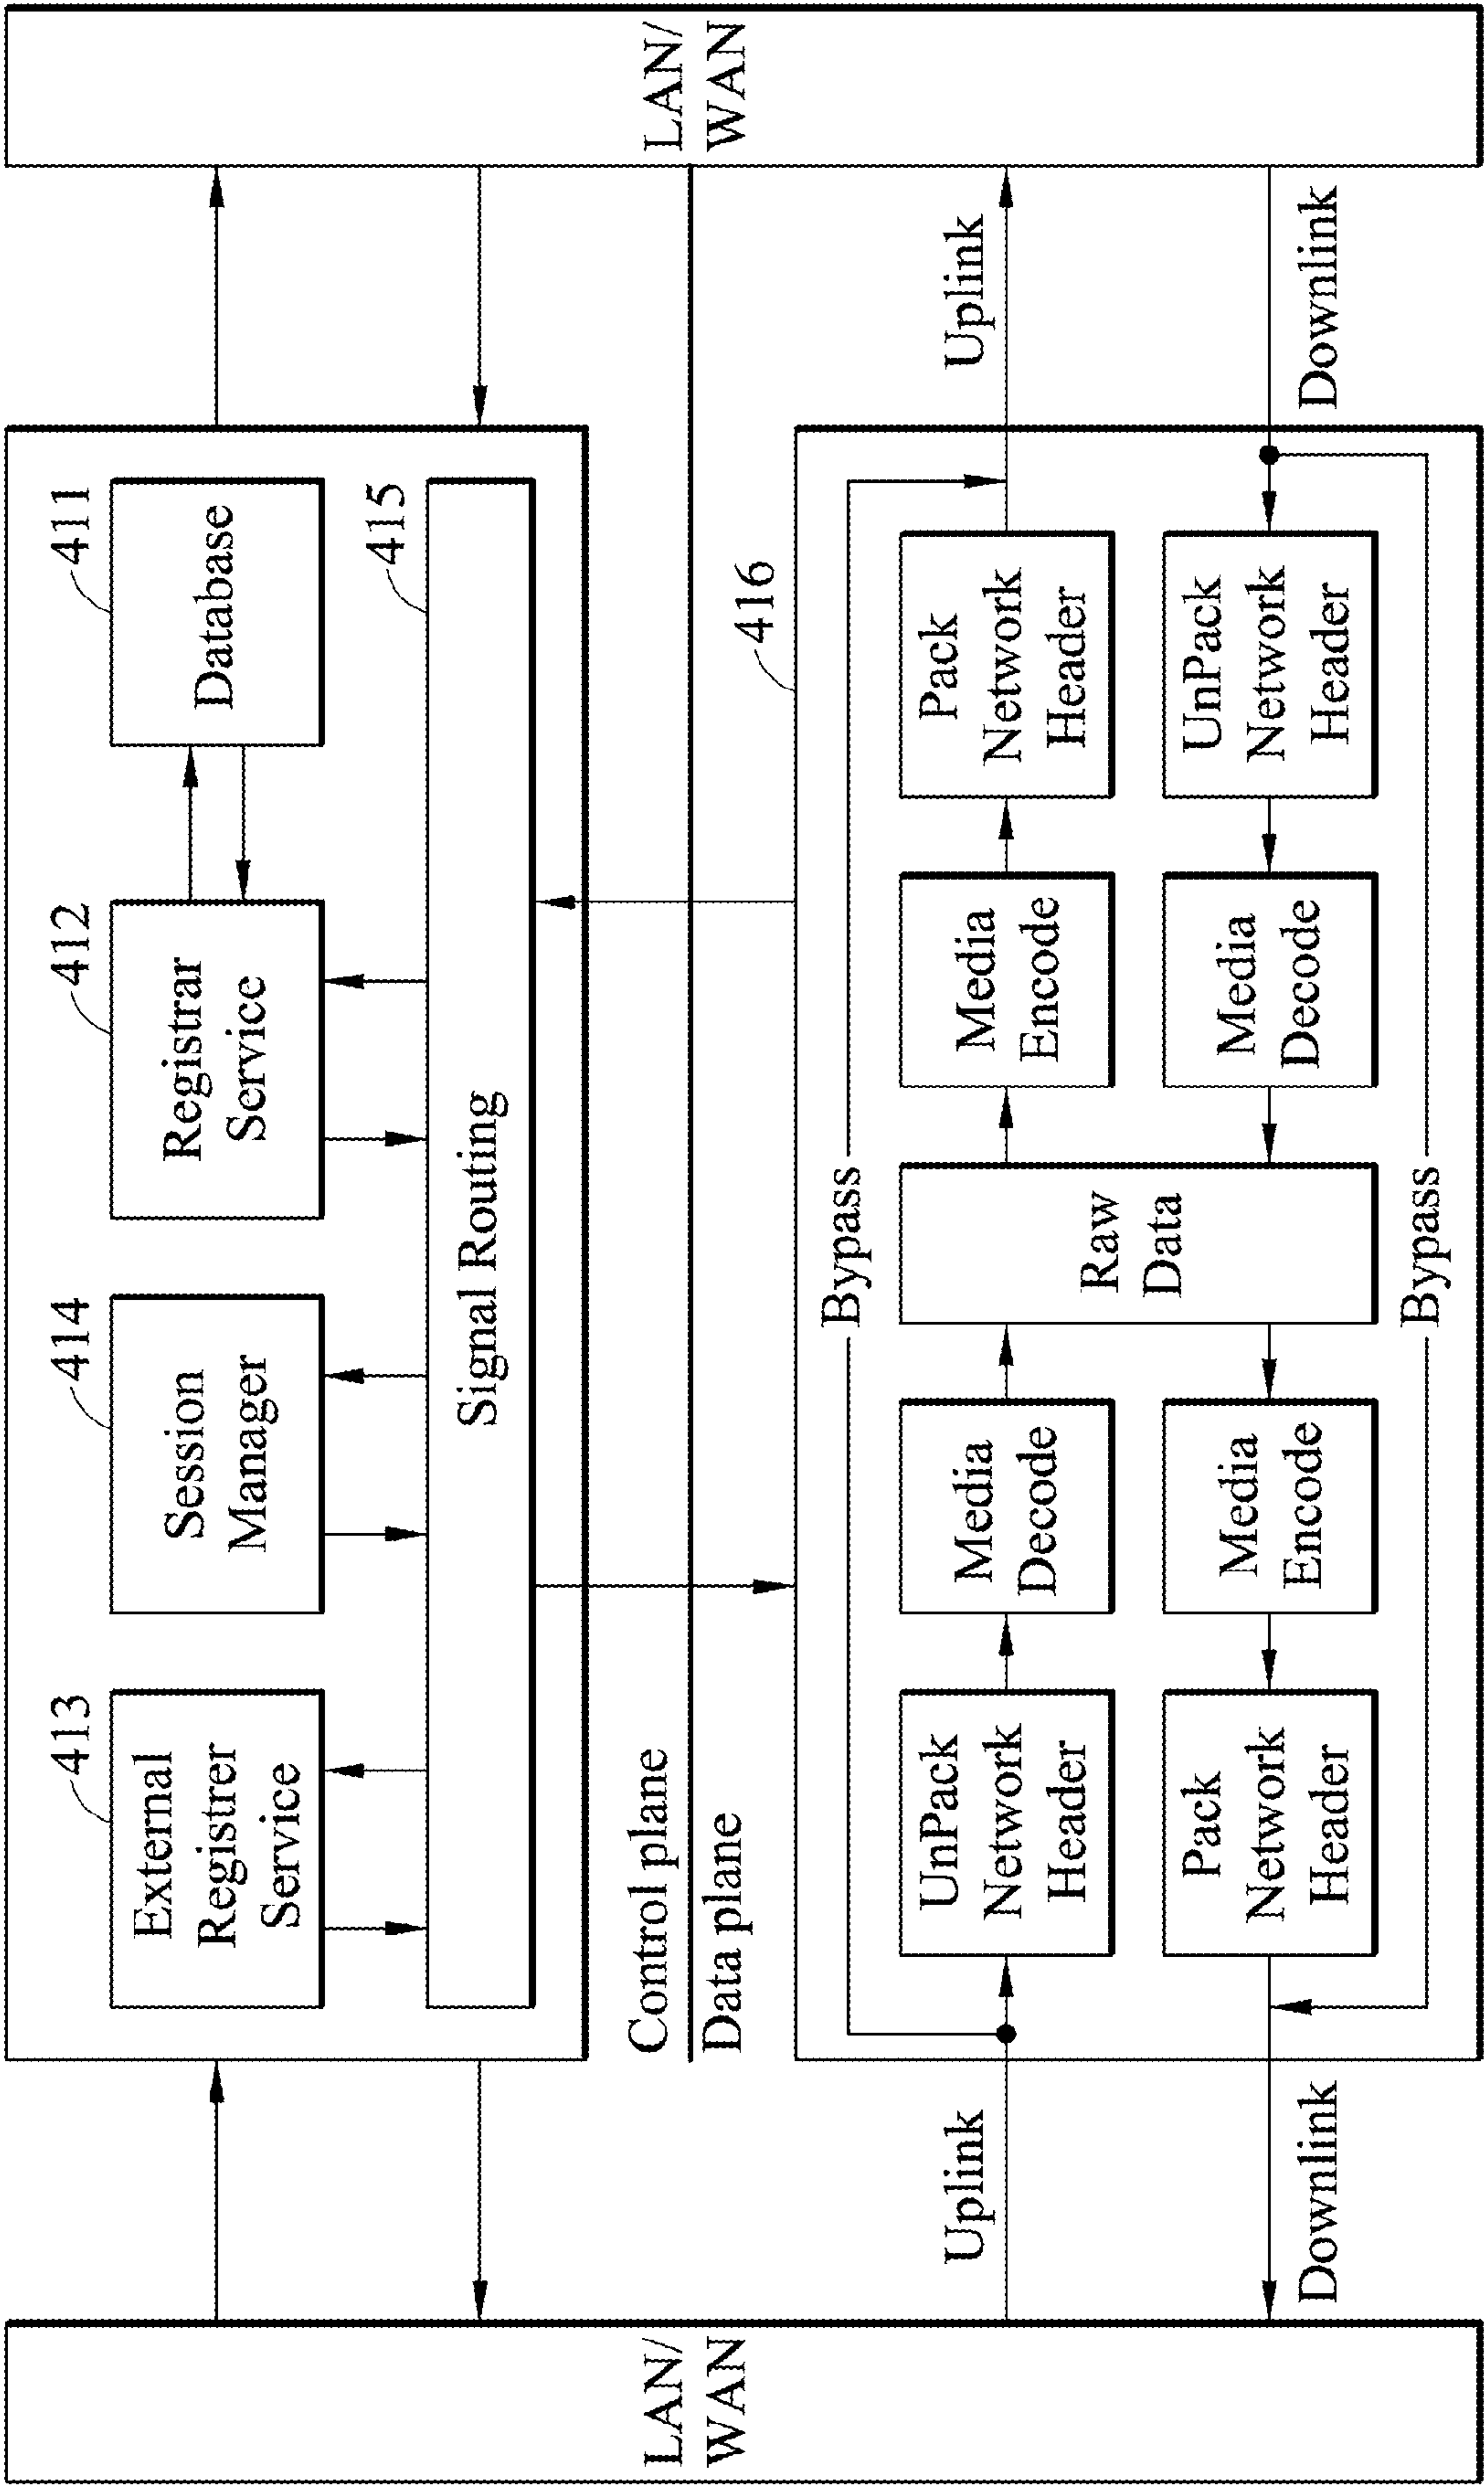 LAN/
WAN
413
External
Registrer
Service
414
Session
Manager
412
Registrar
Service
411
Database
415
Signal Routing
Control plane
Data plane
416
Bypass
Uplink
UnPack
Network
Header
Media
Decode
Raw
Data
Media
Encode
Pack
Network
Header
Uplink
Downlink
Pack
Network
Header
Media
Encode
Media
Decode
UnPack
Network
Header
Downlink
Bypass
LAN/
WAN